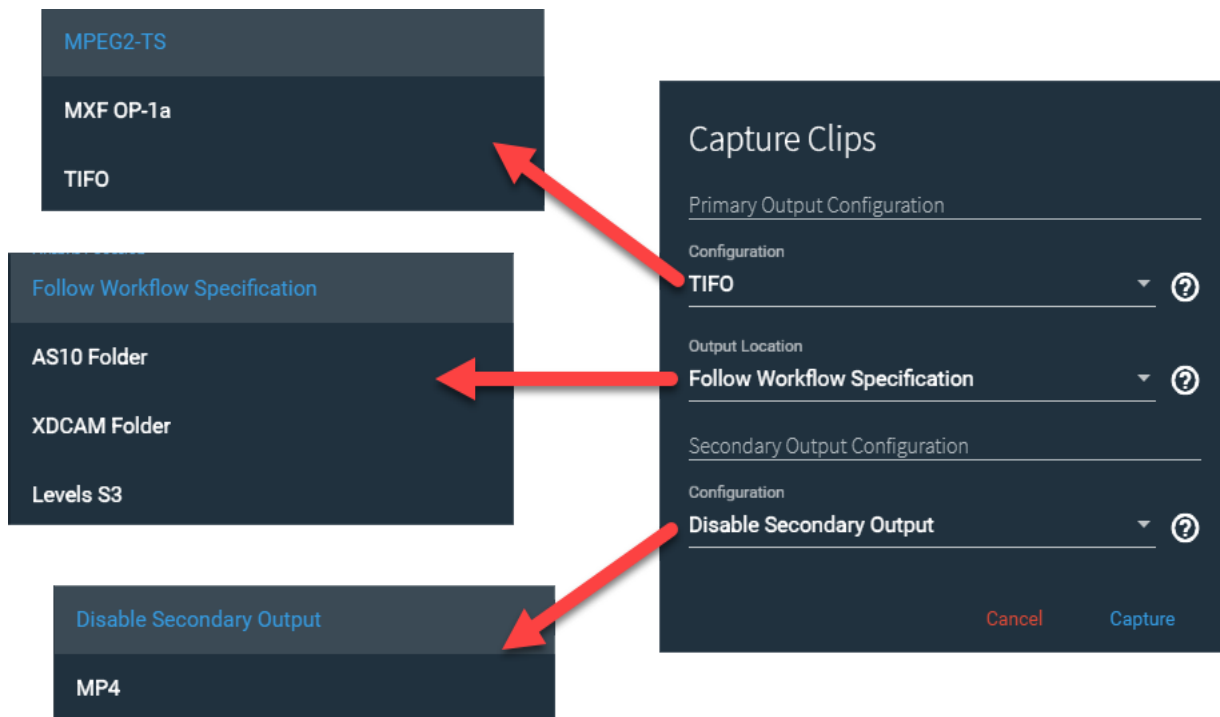 MPEG2-TS
MXF OP-1a
TIFO
Follow Workflow Specification
AS10 Folder
XDCAM Folder
Levels S3
Disable Secondary Output
MP4
Capture Clips
Primary Output Configuration
Configuration
TIFO
Output Location
Follow Workflow Specification
Secondary Output Configuration
Configuration
Disable Secondary Output
Cancel Capture